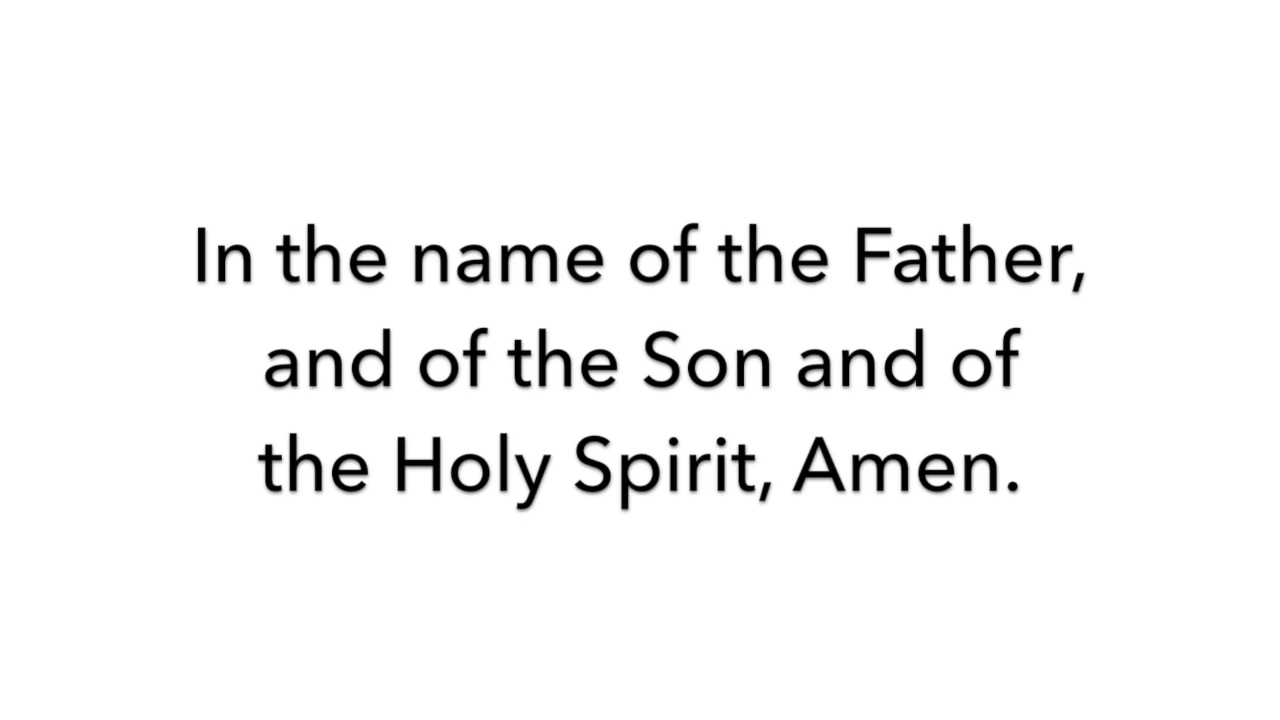 In the name of the Father,
and of the Son and of
the Holy Spirit, Amen.